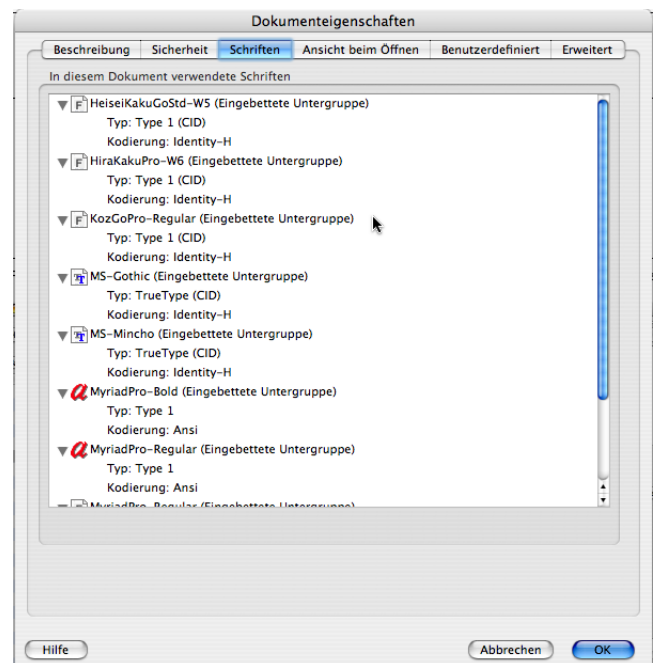 Dokumenteigenschaften
Beschreibung Sicherheit Schriften Ansicht beim Öffnen Benutzerdefiniert Erweitert
In diesem Dokument verwendete Schriften
HeiseiKakuGoStd-W5 (Eingebettete Untergruppe)
Typ: Type 1 (CID)
Kodierung: Identity-H
HiraKakuPro-W6 (Eingebettete Untergruppe)
Typ: Type 1 (CID)
Kodierung: Identity-H
KozGoPro-Regular (Eingebettete Untergruppe)
Typ: Type 1 (CID)
Kodierung: Identity-H
MS-Gothic (Eingebettete Untergruppe)
Typ: TrueType (CID)
Kodierung: Identity-H
MS-Mincho (Eingebettete Untergruppe)
Typ: TrueType (CID)
Kodierung: Identity-H
MyriadPro-Bold (Eingebettete Untergruppe)
Typ: Type 1
Kodierung: Ansi
MyriadPro-Regular (Eingebettete Untergruppe)
Typ: Type 1
Kodierung: Ansi
MyriadPro-Regular (Eingebettete Untergruppe)
Hilfe Abbrechen OK